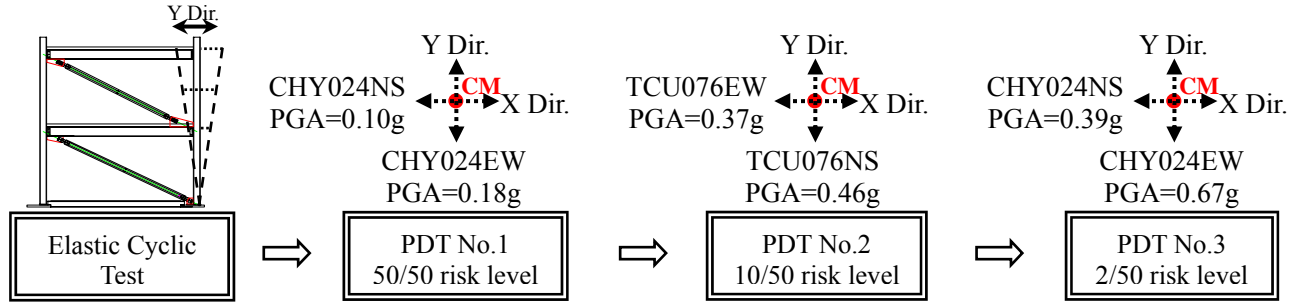 Y Dir.
Elastic Cyclic
Test
Y Dir.
CHY024NS
PGA=0.10g
CM
X Dir.
CHY024EW
PGA=0.18g
PDT No.1
50/50 risk level
Y Dir.
TCU076EW
PGA=0.37g
CM
X Dir.
TCU076NS
PGA=0.46g
PDT No.2
10/50 risk level
Y Dir.
CHY024NS
PGA=0.39g
CM
X Dir.
CHY024EW
PGA=0.67g
PDT No.3
2/50 risk level